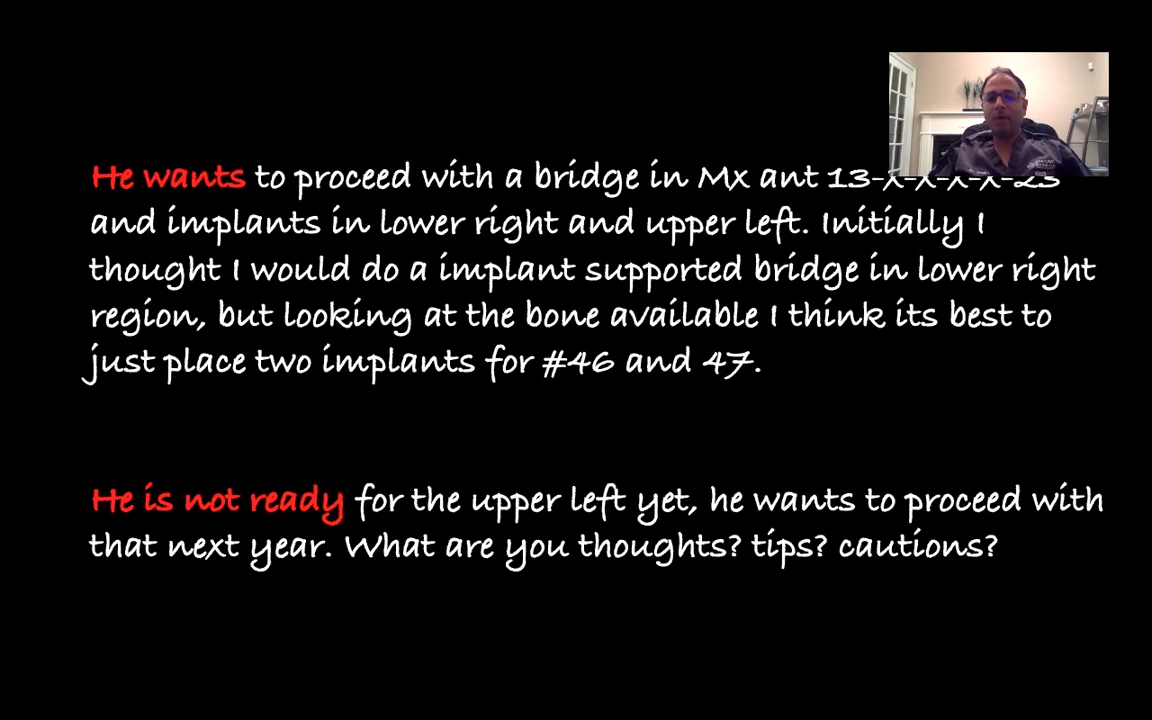 He wants to proceed with a bridge in Mx ant 13-x-x-x-x-23
and implants in lower right and upper left. Initially I
thought I would do a implant supported bridge in lower right
region, but looking at the bone available I think its best to
just place two implants for #46 and 47.
He is not ready for the upper left yet, he wants to proceed with
that next year. What are you thoughts? tips? cautions?